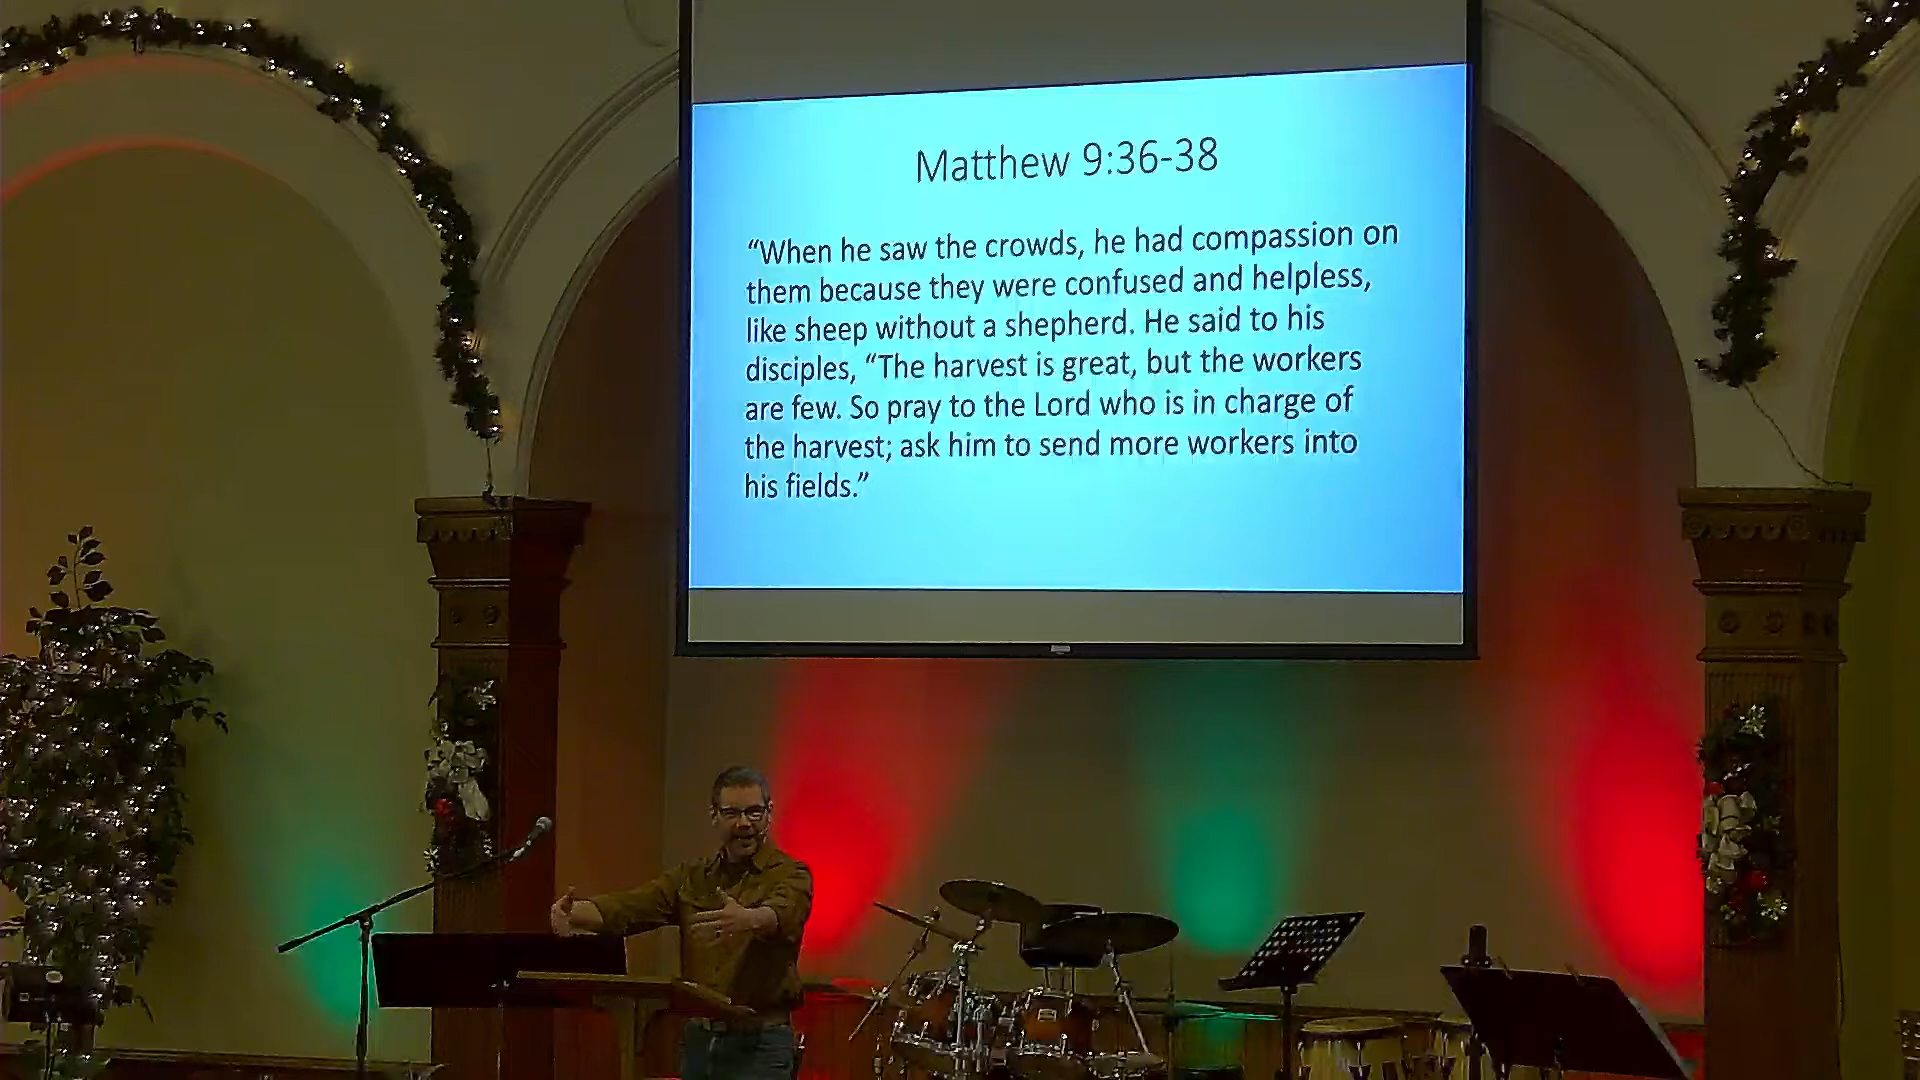 Matthew 9:36-38
“When he saw the crowds, he had compassion on
them because they were confused and helpless,
like sheep without a shepherd. He said to his
disciples, “The harvest is great, but the workers
are few. So pray to the Lord who is in charge of
the harvest; ask him to send more workers into
his fields.”